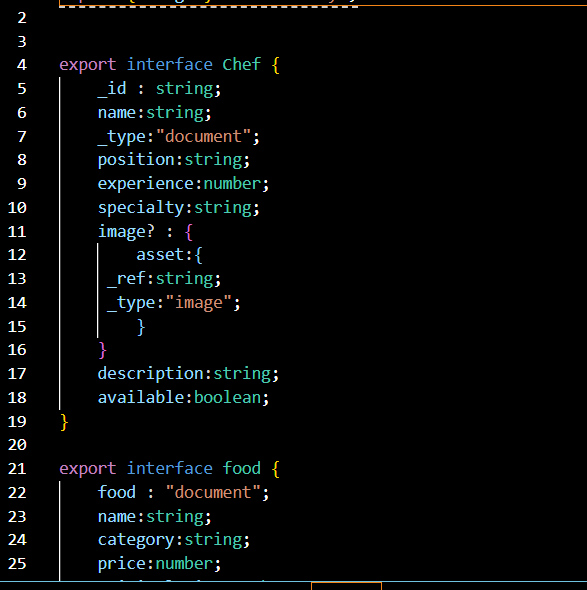 2
3
4 export interface Chef {
5 _id : string;
6 name:string;
7 _type:"document";
8 position:string;
9 experience:number;
10 specialty:string;
11 image? : {
12 asset:{
13 _ref:string;
14 _type:"image";
15 }
16 }
17 description:string;
18 available:boolean;
19 }
20
21 export interface food {
22 food : "document";
23 name:string;
24 category:string;
25 price:number;